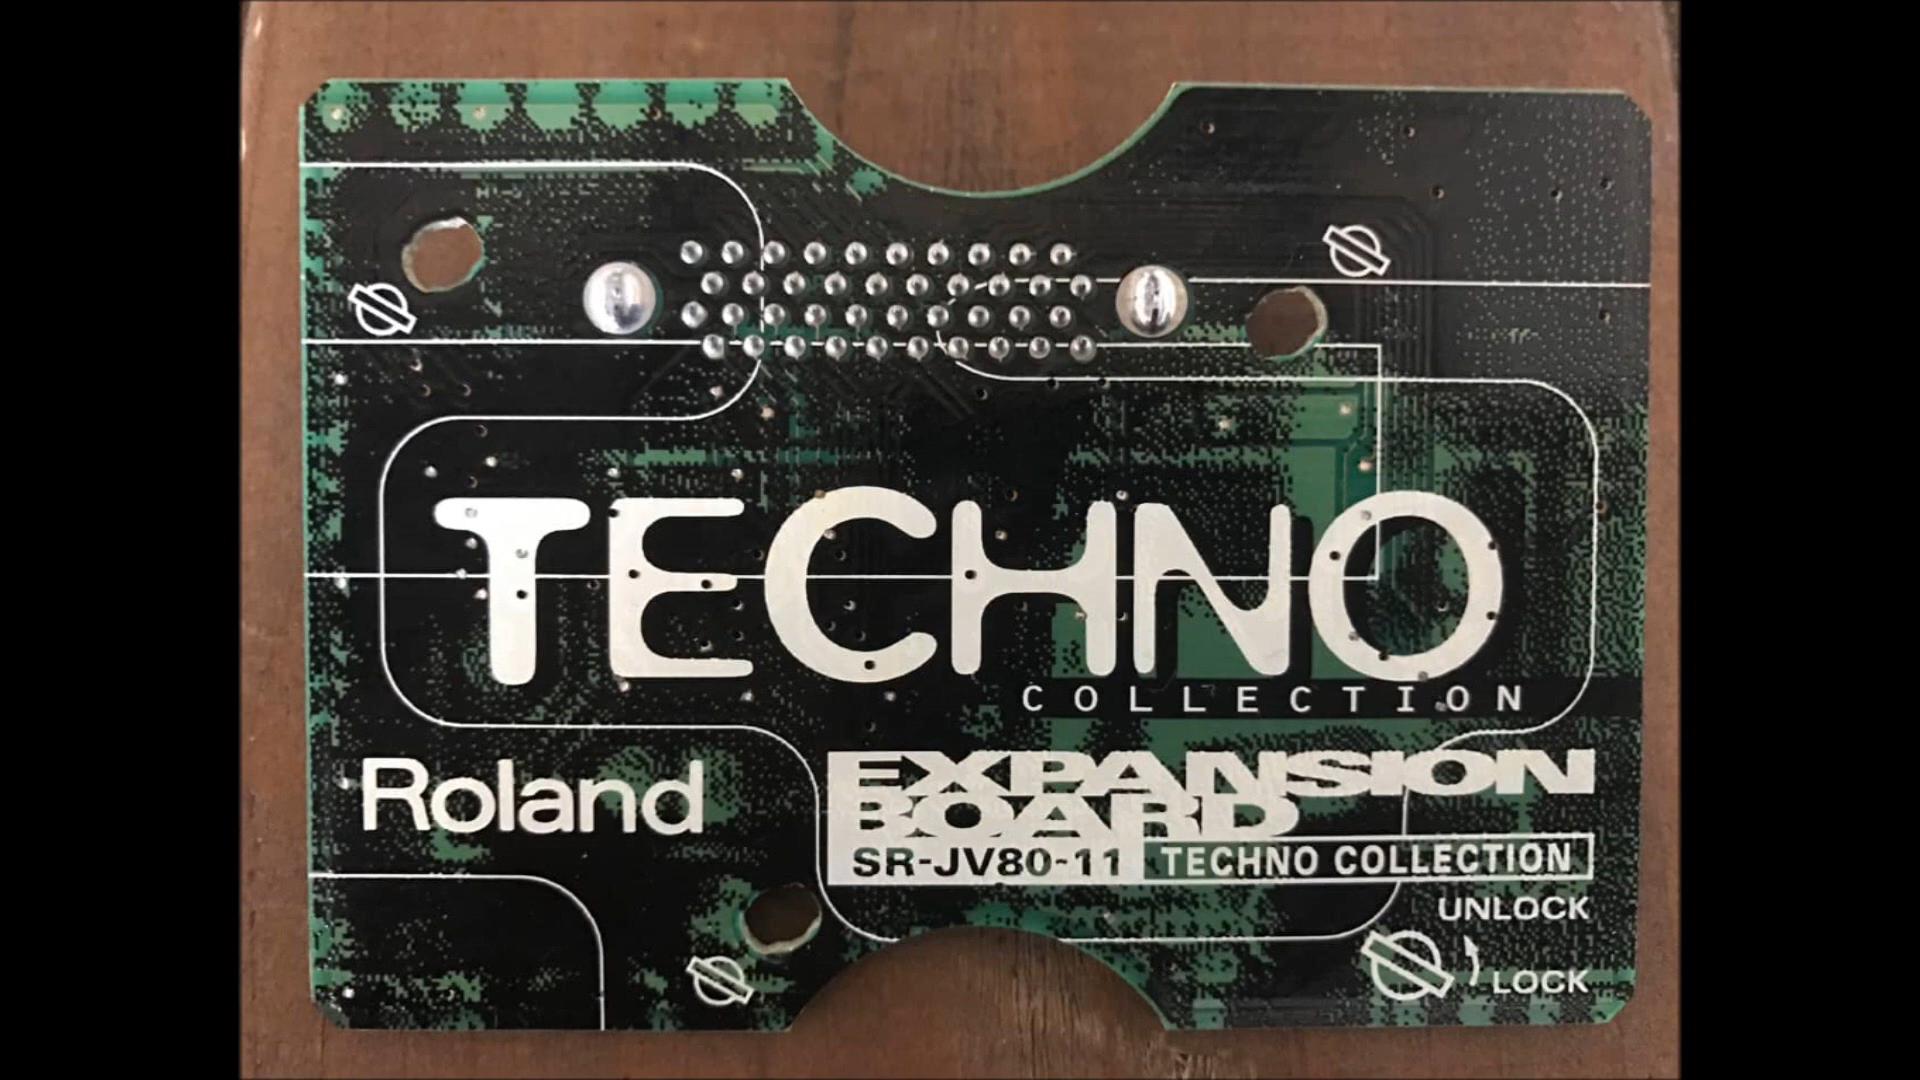 TECHNO
COLLECTION
Roland
EXPANSION
BOARD
SR-JV80-11 TECHNO COLLECTION
UNLOCK
LOCK